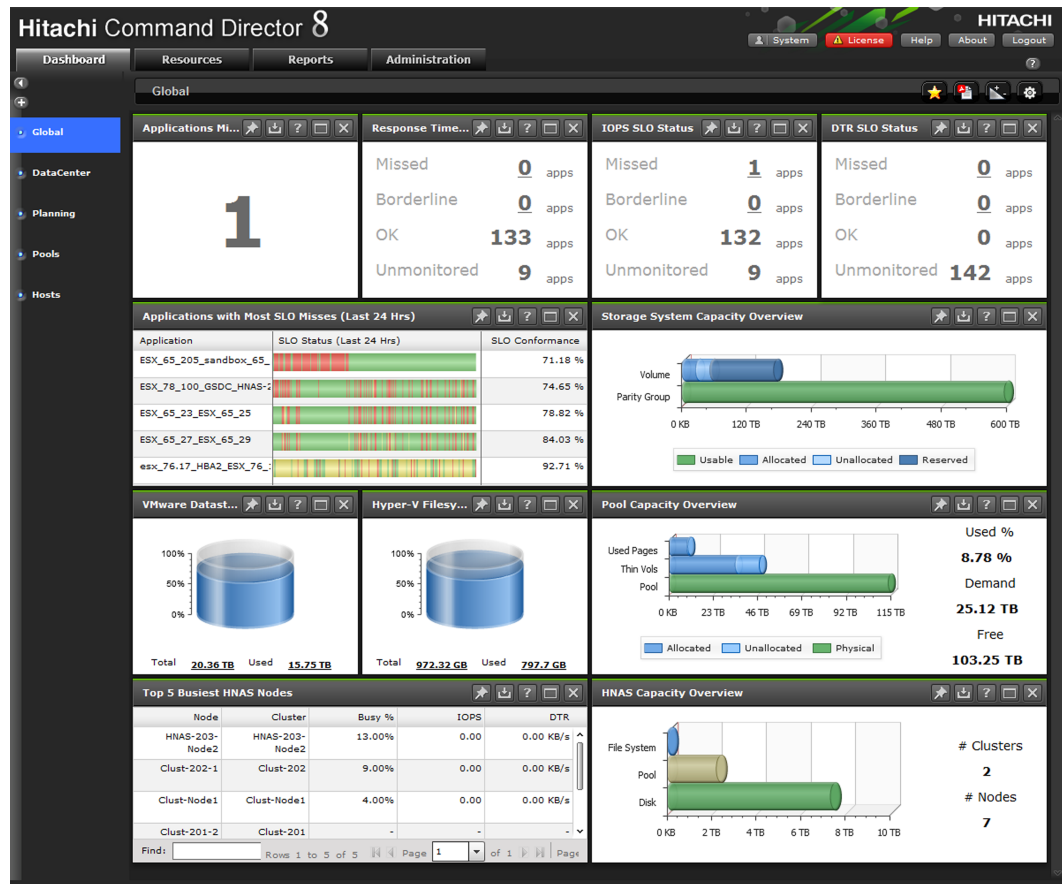 Hitachi Command Director 8
HITACHI
System License Help About Logout
Dashboard Resources Reports Administration
?
Global
Global
DataCenter
Planning
Pools
Hosts
Applications Mi...
1
Response Time...
Missed 0 apps
Borderline 0 apps
OK 133 apps
Unmonitored 9 apps
IOPS SLO Status
Missed 1 apps
Borderline 0 apps
OK 132 apps
Unmonitored 9 apps
DTR SLO Status
Missed 0 apps
Borderline 0 apps
OK 0 apps
Unmonitored 142 apps
Applications with Most SLO Misses (Last 24 Hrs)
Application SLO Status (Last 24 Hrs) SLO Conformance
ESX_65_205_sandbox_65_ 71.18 %
ESX_78_100_GSDC_HNAS-2 74.65 %
ESX_65_23_ESX_65_25 78.82 %
ESX_65_27_ESX_65_29 84.03 %
esx_76.17_HBA2_ESX_76_ 92.71 %
Storage System Capacity Overview
Volume
Parity Group
0 KB 120 TB 240 TB 360 TB 480 TB 600 TB
Usable Allocated Unallocated Reserved
VMware Datast...
100%
50%
0%
Total 20.36 TB Used 15.75 TB
Hyper-V Filesy...
100%
50%
0%
Total 972.32 GB Used 797.7 GB
Pool Capacity Overview
Used Pages
Thin Vols
Pool
0 KB 23 TB 46 TB 69 TB 92 TB 115 TB
Allocated Unallocated Physical
Used %
8.78 %
Demand
25.12 TB
Free
103.25 TB
Top 5 Busiest HNAS Nodes
Node Cluster Busy % IOPS DTR
HNAS-203- HNAS-203- 13.00% 0.00 0.00 KB/s
Node2 Node2
Clust-202-1 Clust-202 9.00% 0.00 0.00 KB/s
Clust-Node1 Clust-Node1 4.00% 0.00 0.00 KB/s
Clust-201-2 Clust-201 - - -
Find: Rows 1 to 5 of 5 Page 1 of 1 Page
HNAS Capacity Overview
File System
Pool
Disk
0 KB 2 TB 4 TB 6 TB 8 TB 10 TB
# Clusters
2
# Nodes
7